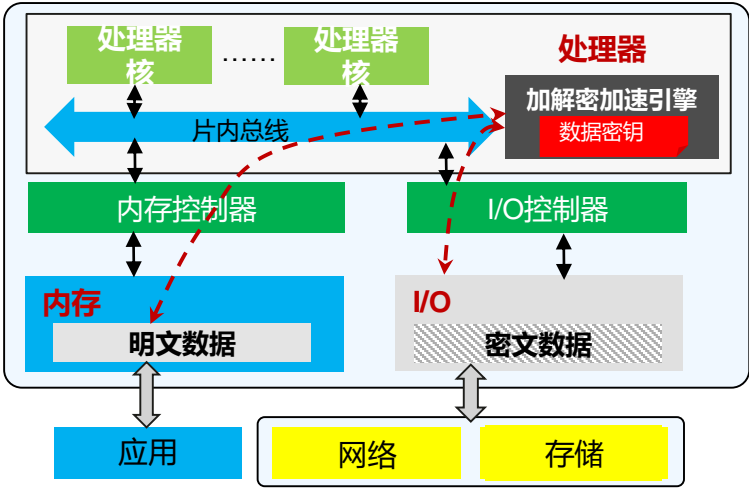 处理器
核
……
处理器
核
处理器
加解密加速引擎
数据密钥
片内总线
内存控制器
I/O控制器
内存
明文数据
I/O
密文数据
应用
网络
存储